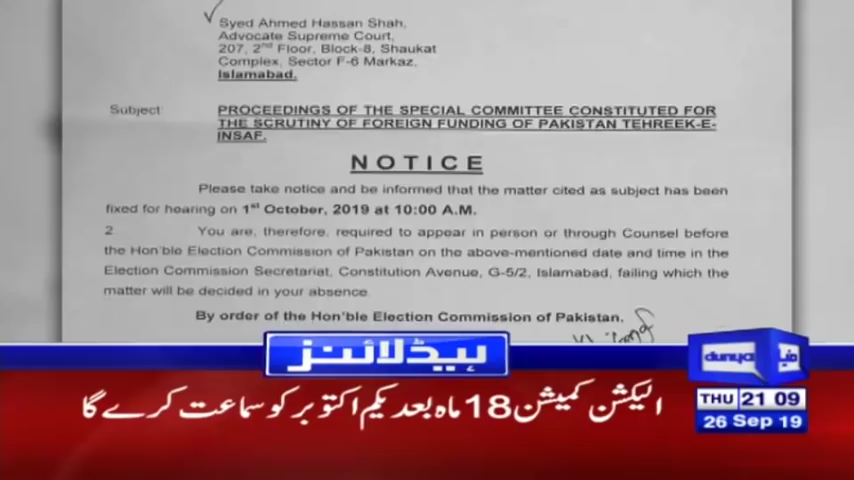 Syed Ahmed Hassan Shah,
Advocate Supreme Court,
207, 2nd Floor, Block-8, Shaukat
Complex, Sector F-6 Markaz,
Islamabad.
Subject: PROCEEDINGS OF THE SPECIAL COMMITTEE CONSTITUTED FOR
THE SCRUTINY OF FOREIGN FUNDING OF PAKISTAN TEHREEK-E-
INSAF.
NOTICE
Please take notice and be informed that the matter cited as subject has been
fixed for hearing on 1st October, 2019 at 10:00 A.M.
2 You are, therefore, required to appear in person or through Counsel before
the Hon'ble Election Commission of Pakistan on the above-mentioned date and time in the
Election Commission Secretariat, Constitution Avenue, G-5/2, Islamabad, failing which the
matter will be decided in your absence.
By order of the Hon'ble Election Commission of Pakistan.
ہیڈلائنز
dunya دنیا
THU 21 09
26 Sep 19
الیکشن کمیشن 18 ماہ بعد یکم اکتوبر کو سماعت کرے گا